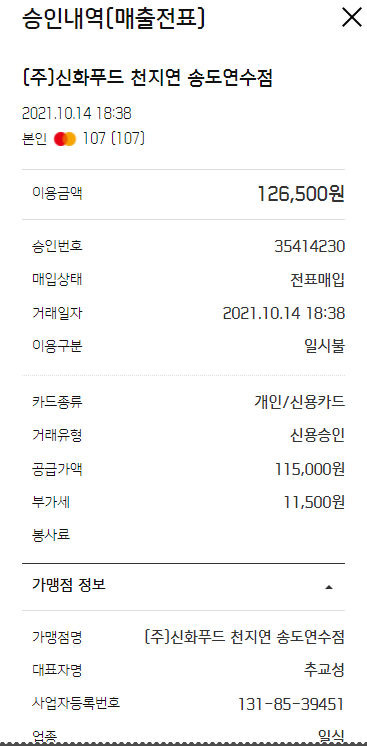 승인내역(매출전표)
(주)신화푸드 천지연 송도연수점
2021.10.14 18:38
본인 107 (107)
이용금액 126,500원
승인번호 35414230
매입상태 전표매입
거래일자 2021.10.14 18:38
이용구분 일시불
카드종류 개인/신용카드
거래유형 신용승인
공급가액 115,000원
부가세 11,500원
봉사료
가맹점 정보
가맹점명 (주)신화푸드 천지연 송도연수점
대표자명 추교성
사업자등록번호 131-85-39451
업종 일식